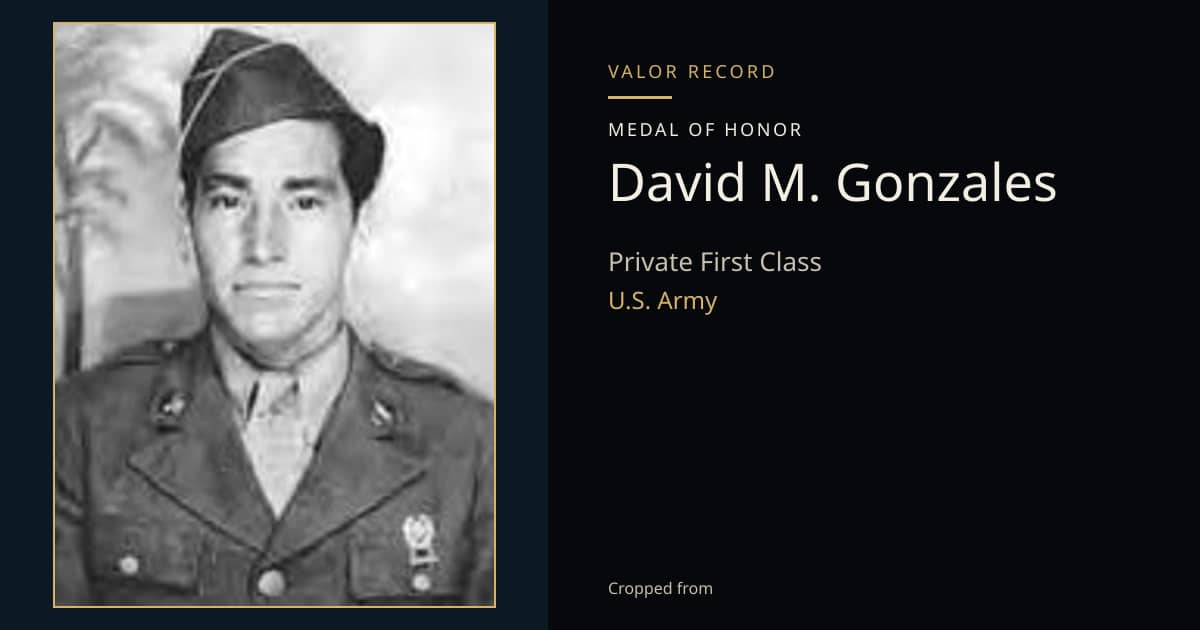 VALOR RECORD
MEDAL OF HONOR
David M. Gonzales
Private First Class
U.S. Army
Cropped from